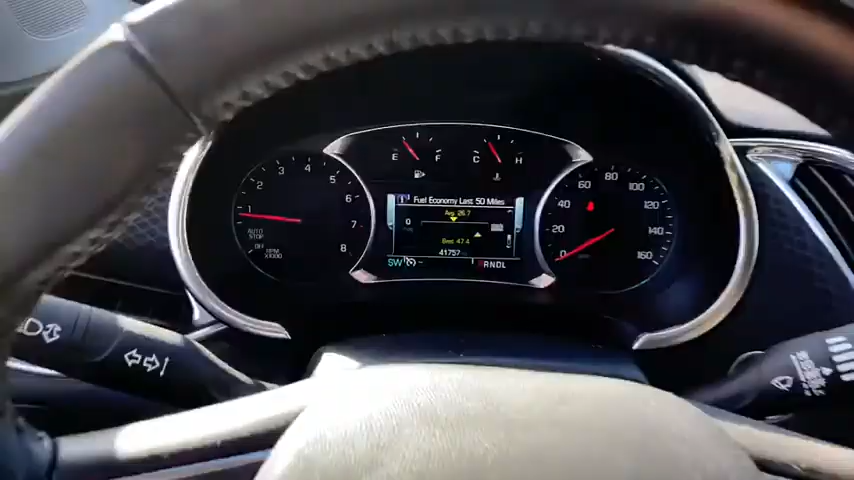 E F
C H
1 2 3 4 5 6 7 8
AUTO
STOP
OFF
RPM
X1000
Fuel Economy Last 50 Miles
Avg. 26.7
0
Best 47.4
41757
SW
RNDL
0 20 40 60 80 100 120 140 160